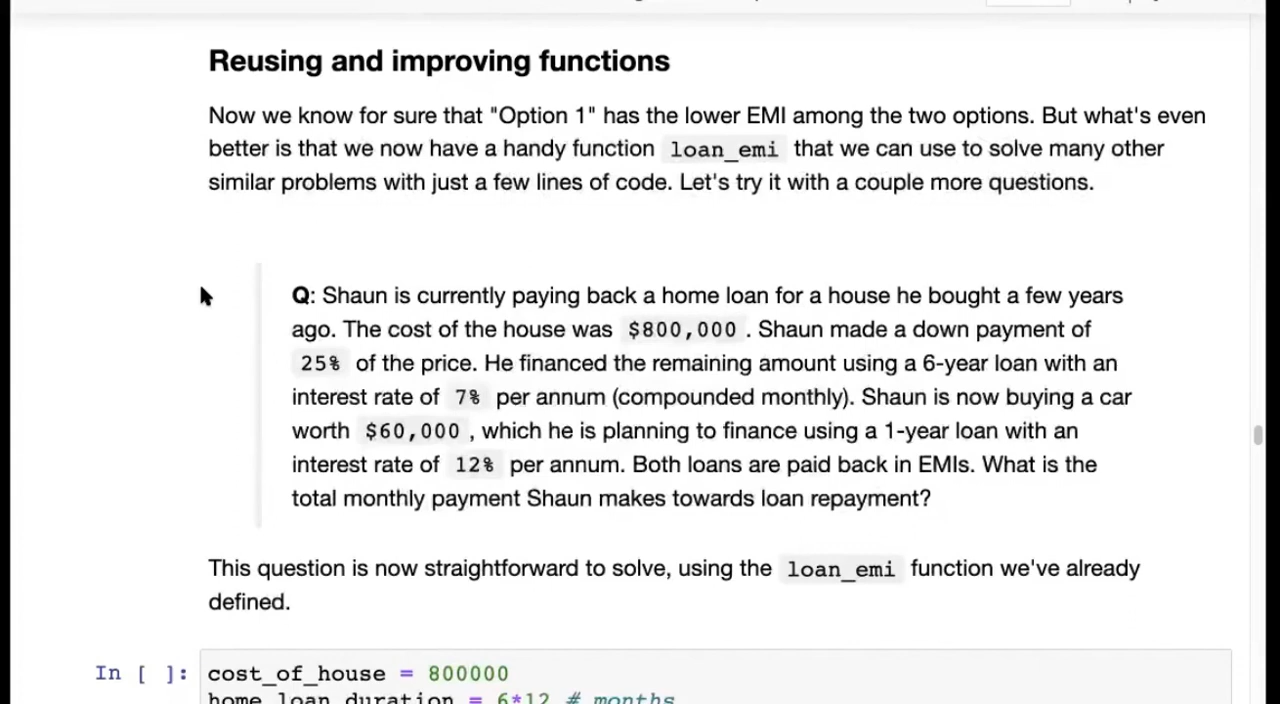 Reusing and improving functions
Now we know for sure that "Option 1" has the lower EMI among the two options. But what's even
better is that we now have a handy function loan_emi that we can use to solve many other
similar problems with just a few lines of code. Let's try it with a couple more questions.
Q: Shaun is currently paying back a home loan for a house he bought a few years
ago. The cost of the house was $800,000 . Shaun made a down payment of
25% of the price. He financed the remaining amount using a 6-year loan with an
interest rate of 7% per annum (compounded monthly). Shaun is now buying a car
worth $60,000 , which he is planning to finance using a 1-year loan with an
interest rate of 12% per annum. Both loans are paid back in EMIs. What is the
total monthly payment Shaun makes towards loan repayment?
This question is now straightforward to solve, using the loan_emi function we've already
defined.
In [ ]: cost_of_house = 800000
home_loan_duration = 6*12 # months